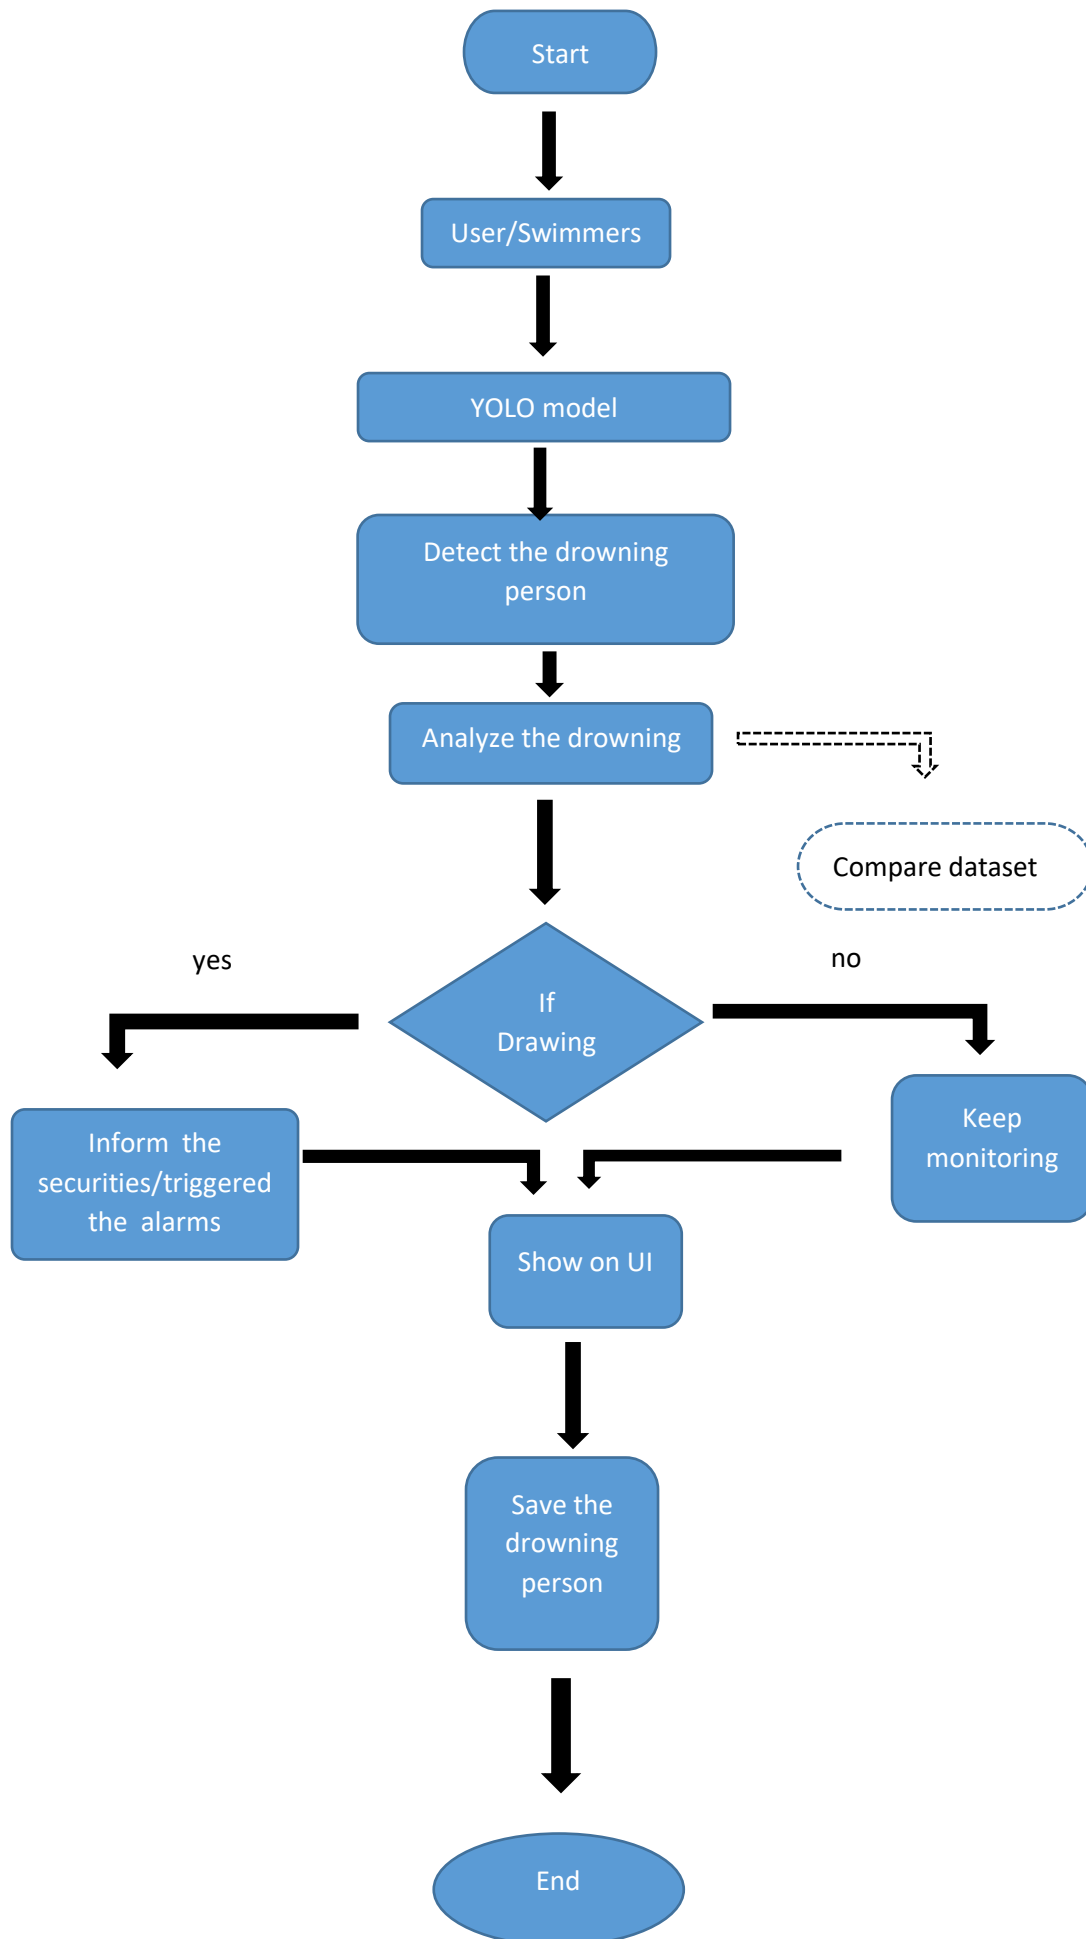 Start
User/Swimmers
YOLO model
Detect the drowning
person
Analyze the drowning
Compare dataset
yes
no
If
Drawing
Inform  the
securities/triggered
the  alarms
Keep
monitoring
Show on UI
Save the
drowning
person
End